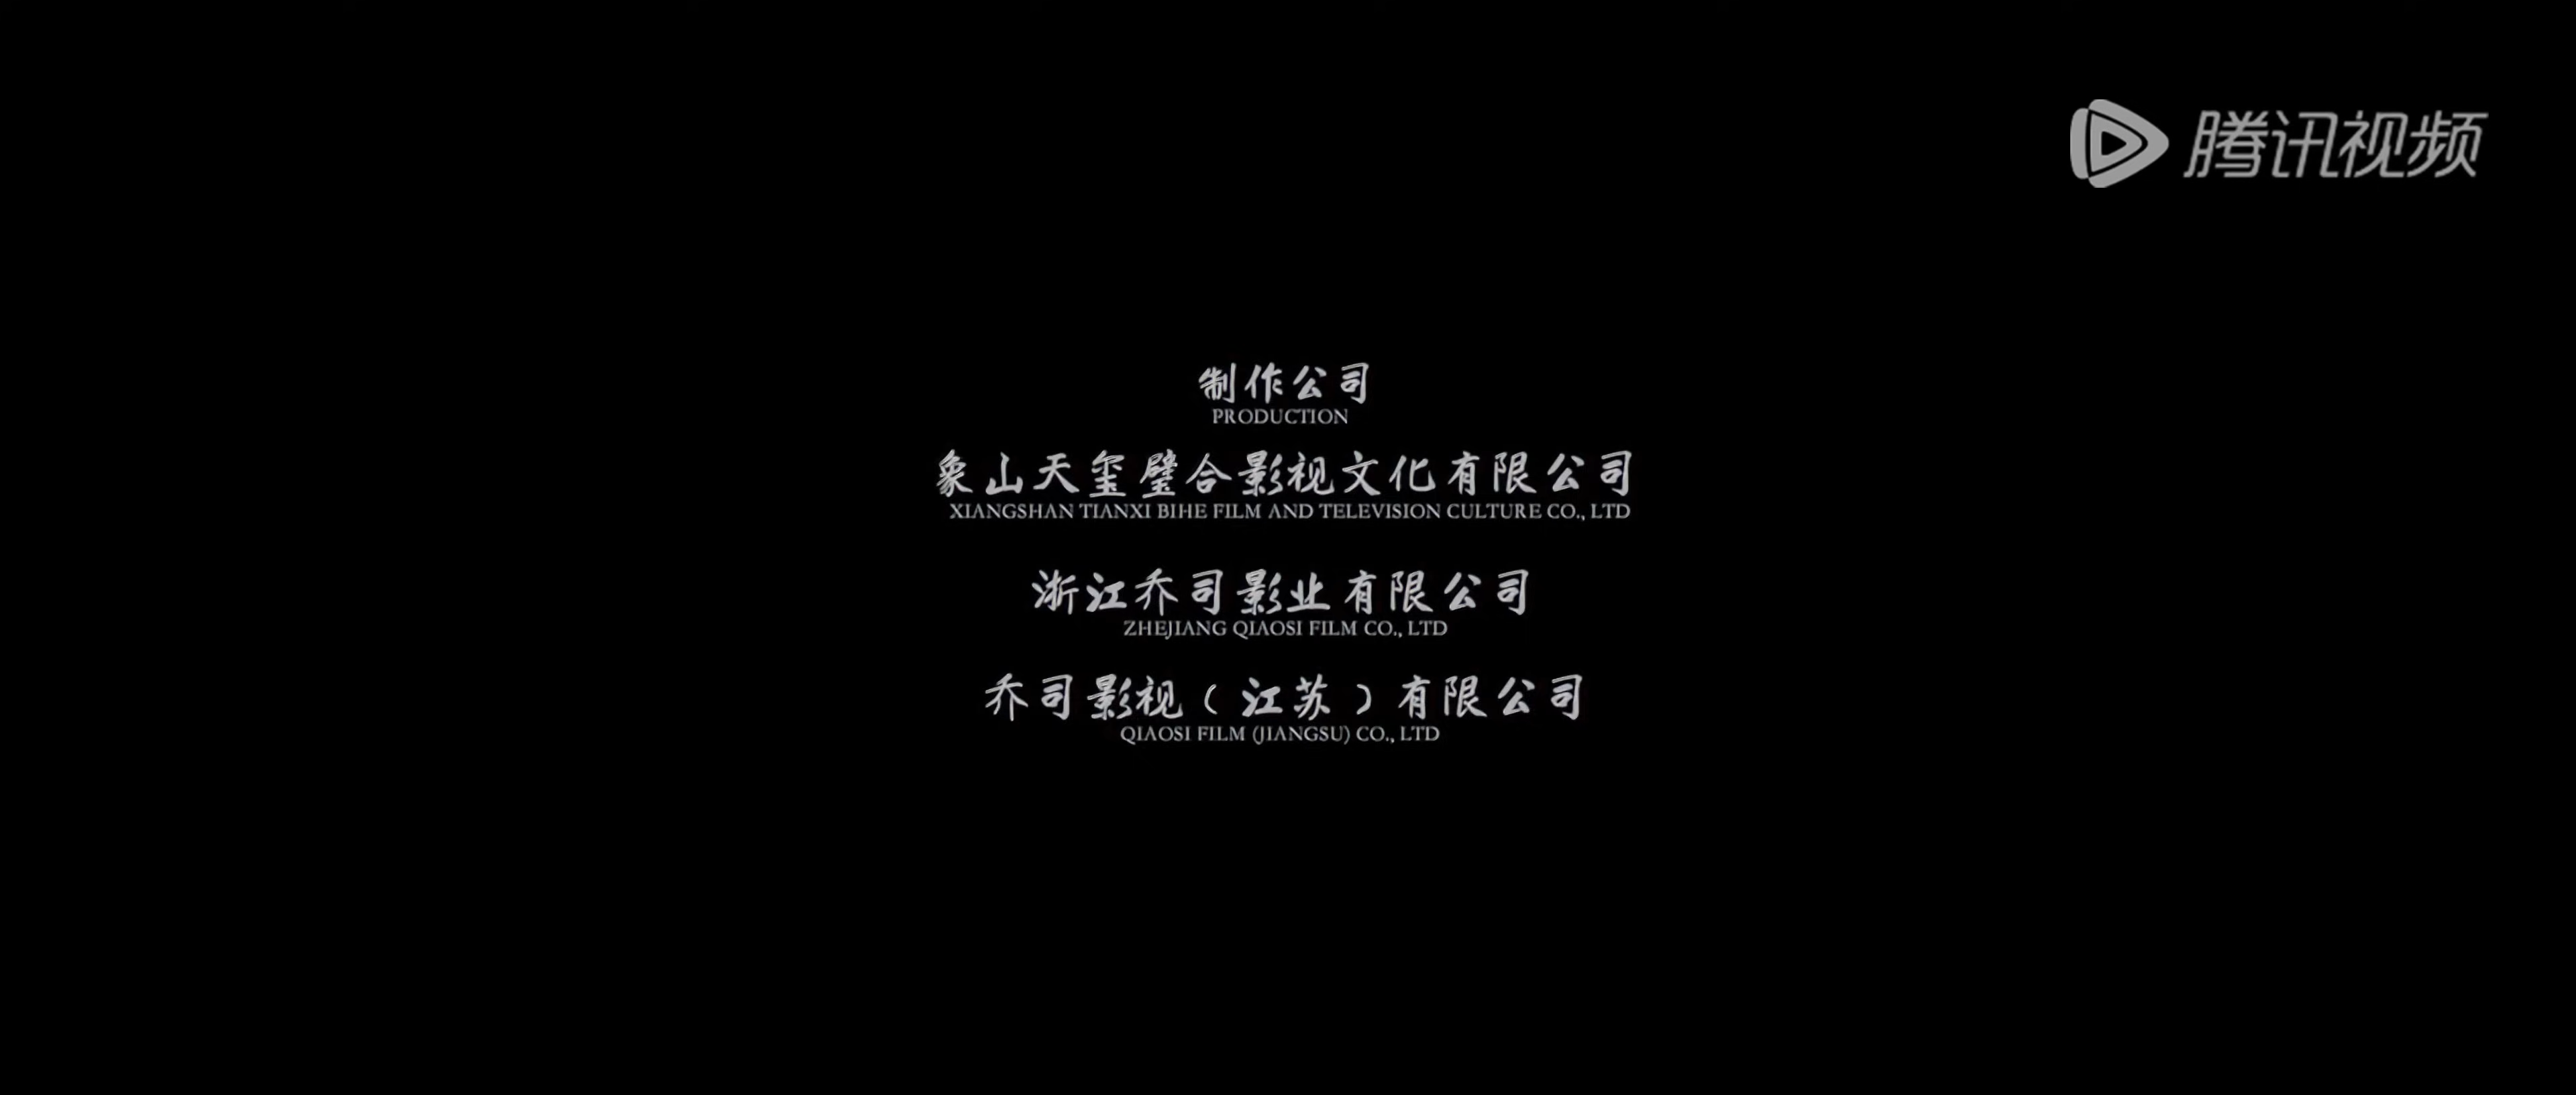 腾讯视频
制作公司
PRODUCTION
象山天玺璧合影视文化有限公司
XIANGSHAN TIANXI BIHE FILM AND TELEVISION CULTURE CO., LTD
浙江乔司影业有限公司
ZHEJIANG QIAOSI FILM CO., LTD
乔司影视（江苏）有限公司
QIAOSI FILM (JIANGSU) CO., LTD